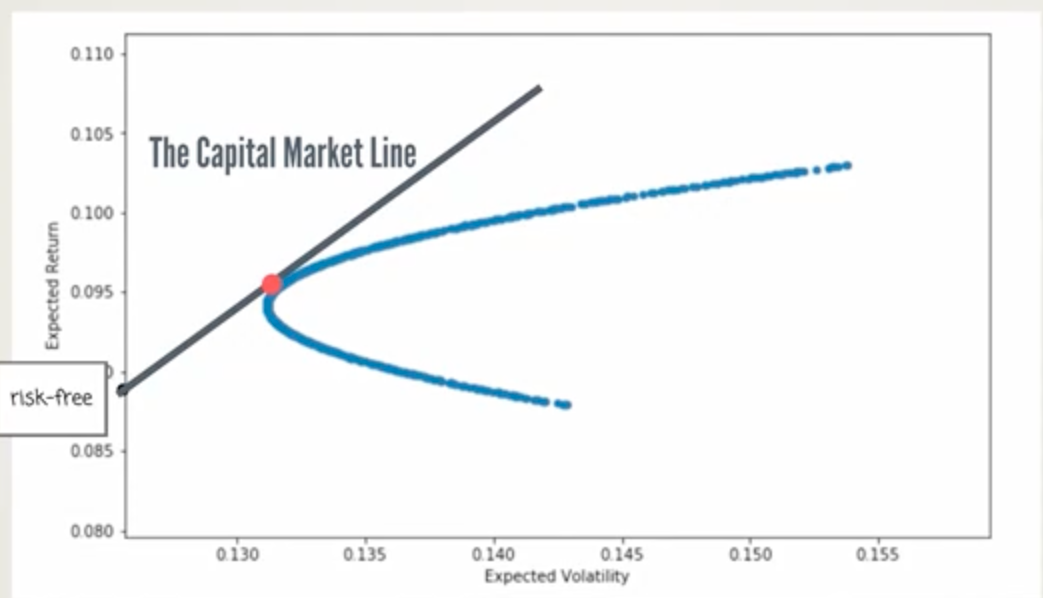 0.110
The Capital Market Line
0.105
0.100
Expected Return
0.095
0
risk-free
0.085
0.080
0.130 0.135 0.140 0.145 0.150 0.155
Expected Volatility